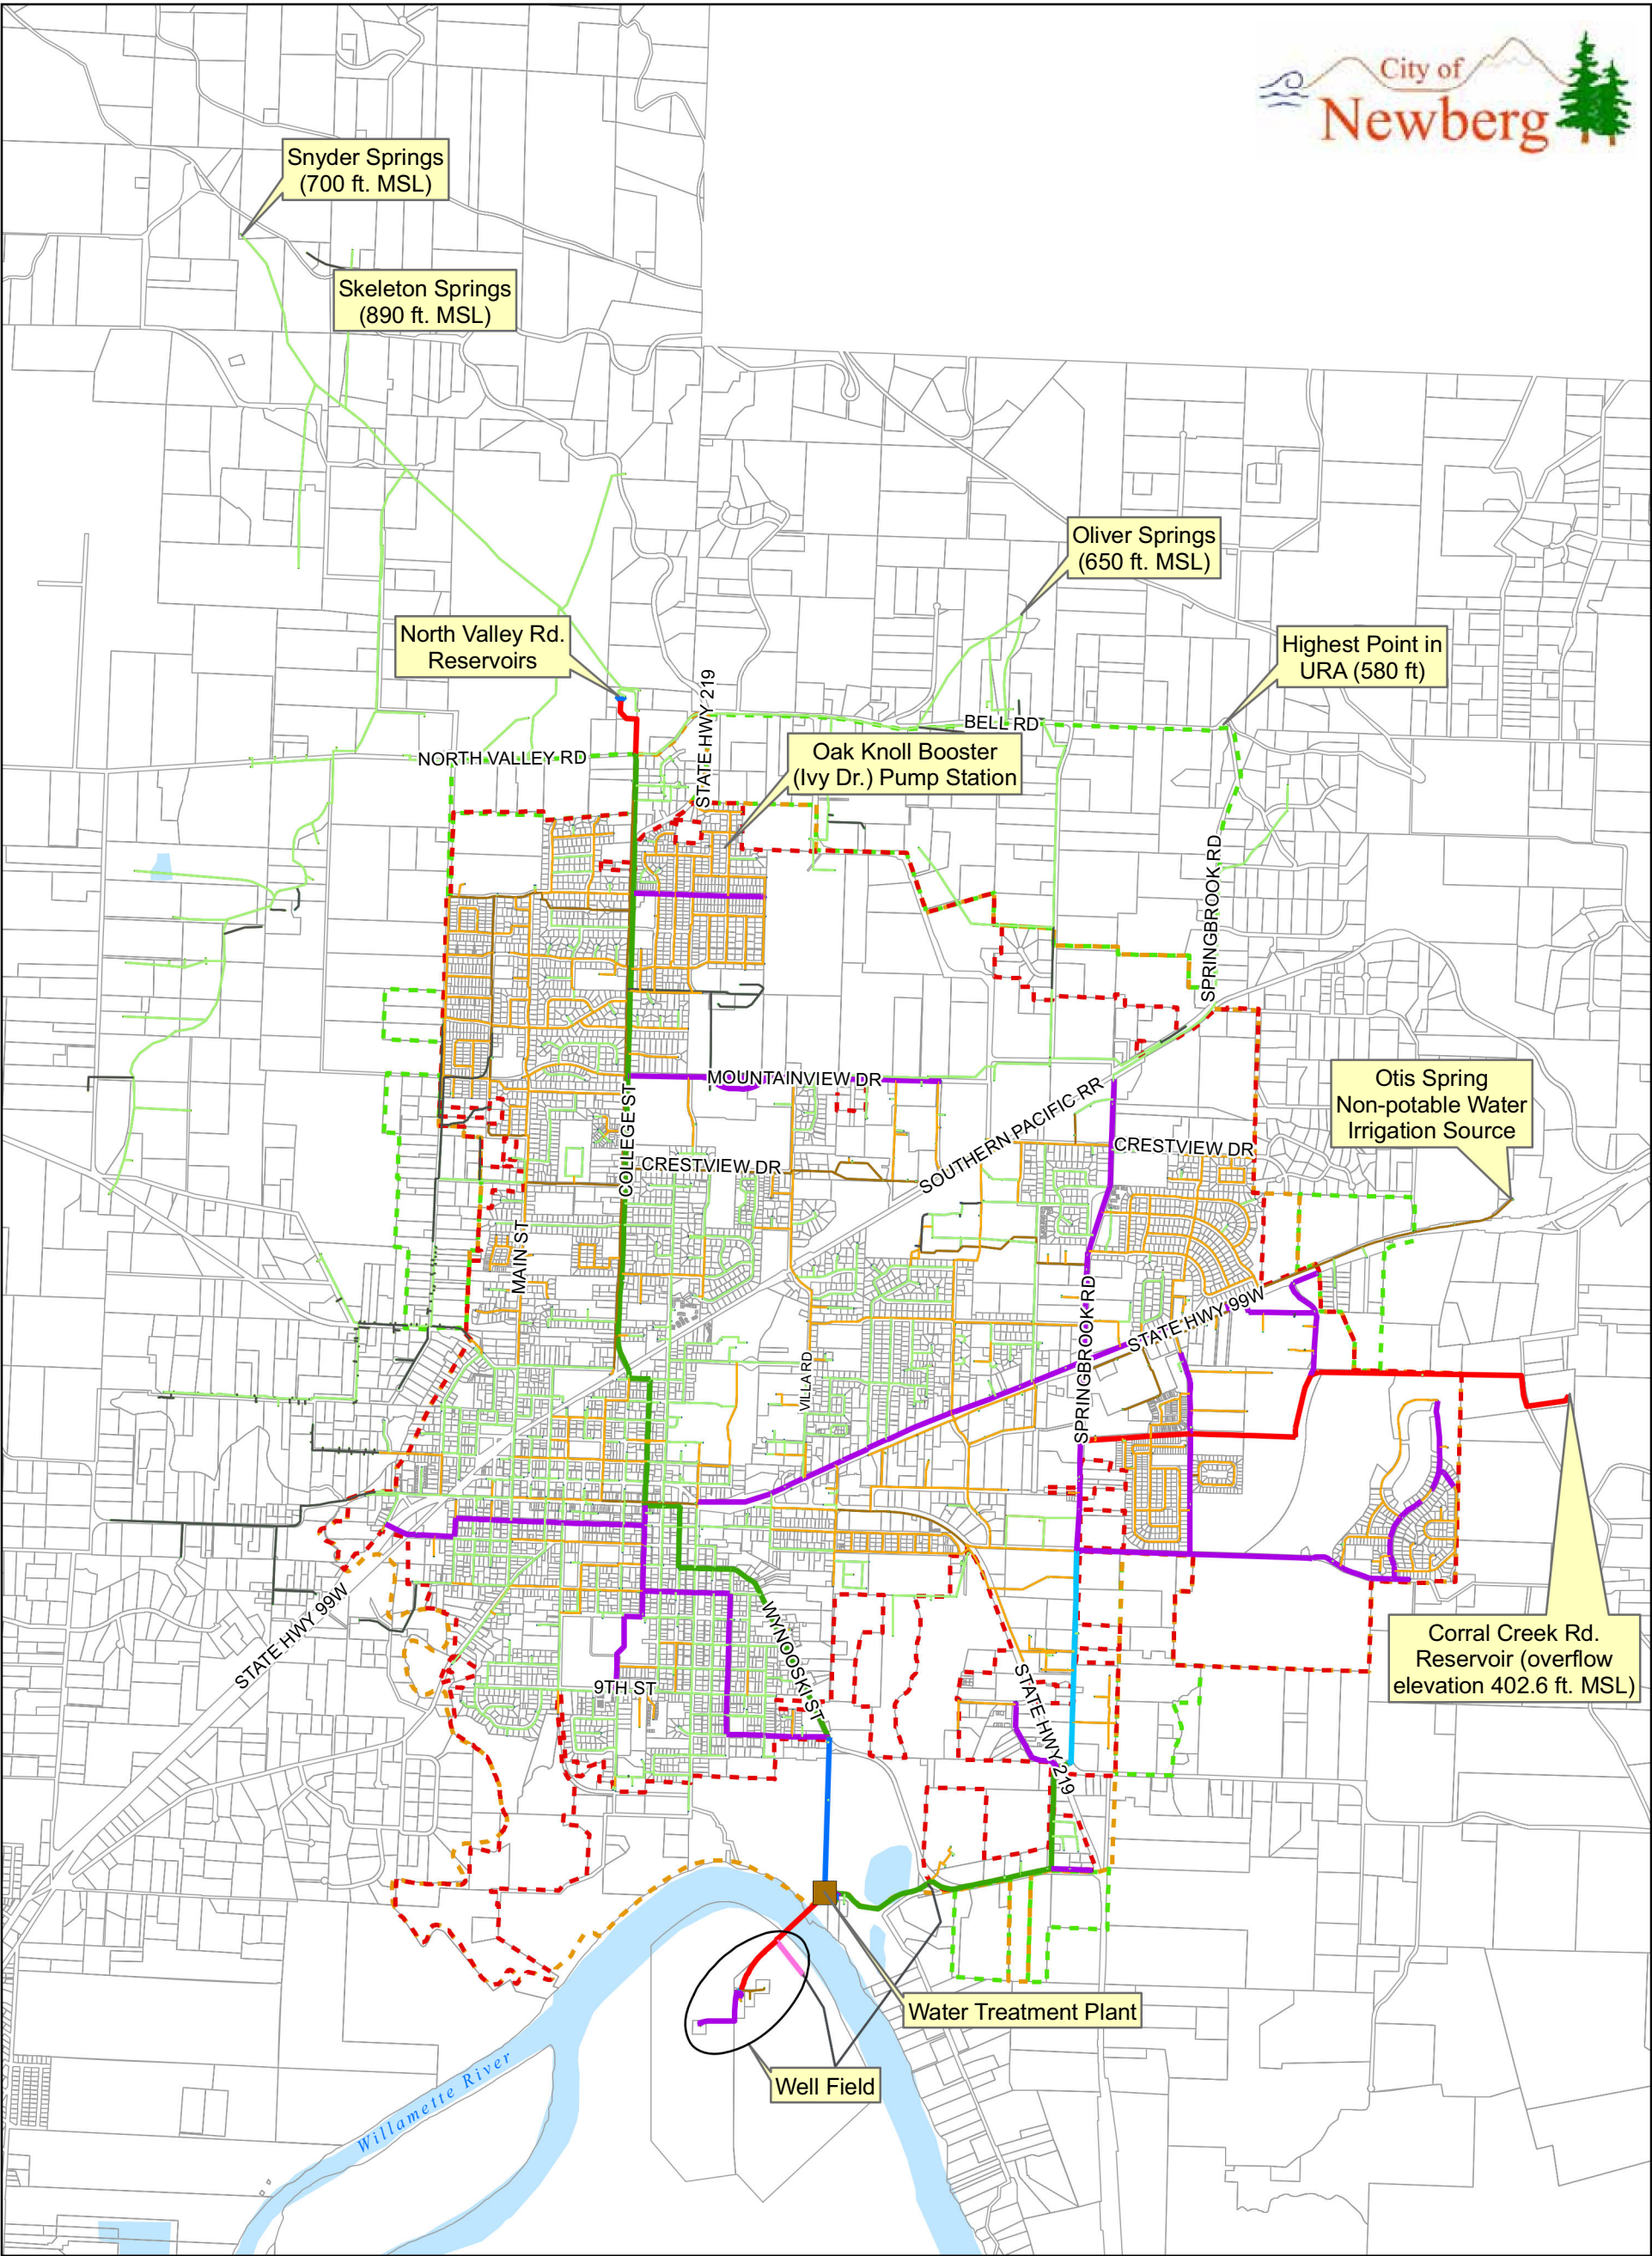 City of
Newberg
Snyder Springs
(700 ft. MSL)
Skeleton Springs
(890 ft. MSL)
Oliver Springs
(650 ft. MSL)
North Valley Rd.
Reservoirs
Highest Point in
URA (580 ft)
STATE HWY 219
BELL RD
NORTH VALLEY RD
Oak Knoll Booster
(Ivy Dr.) Pump Station
SPRINGBROOK RD
MOUNTAINVIEW DR
Otis Spring
Non-potable Water
Irrigation Source
SOUTHERN PACIFIC RR
COLLEGE ST
CRESTVIEW DR
CRESTVIEW DR
MAIN ST
SPRINGBROOK RD
STATE HWY 99W
VILLA RD
STATE HWY 99W
WYNOOSKI ST
9TH ST
STATE HWY 219
Corral Creek Rd.
Reservoir (overflow
elevation 402.6 ft. MSL)
Water Treatment Plant
Well Field
Willamette River